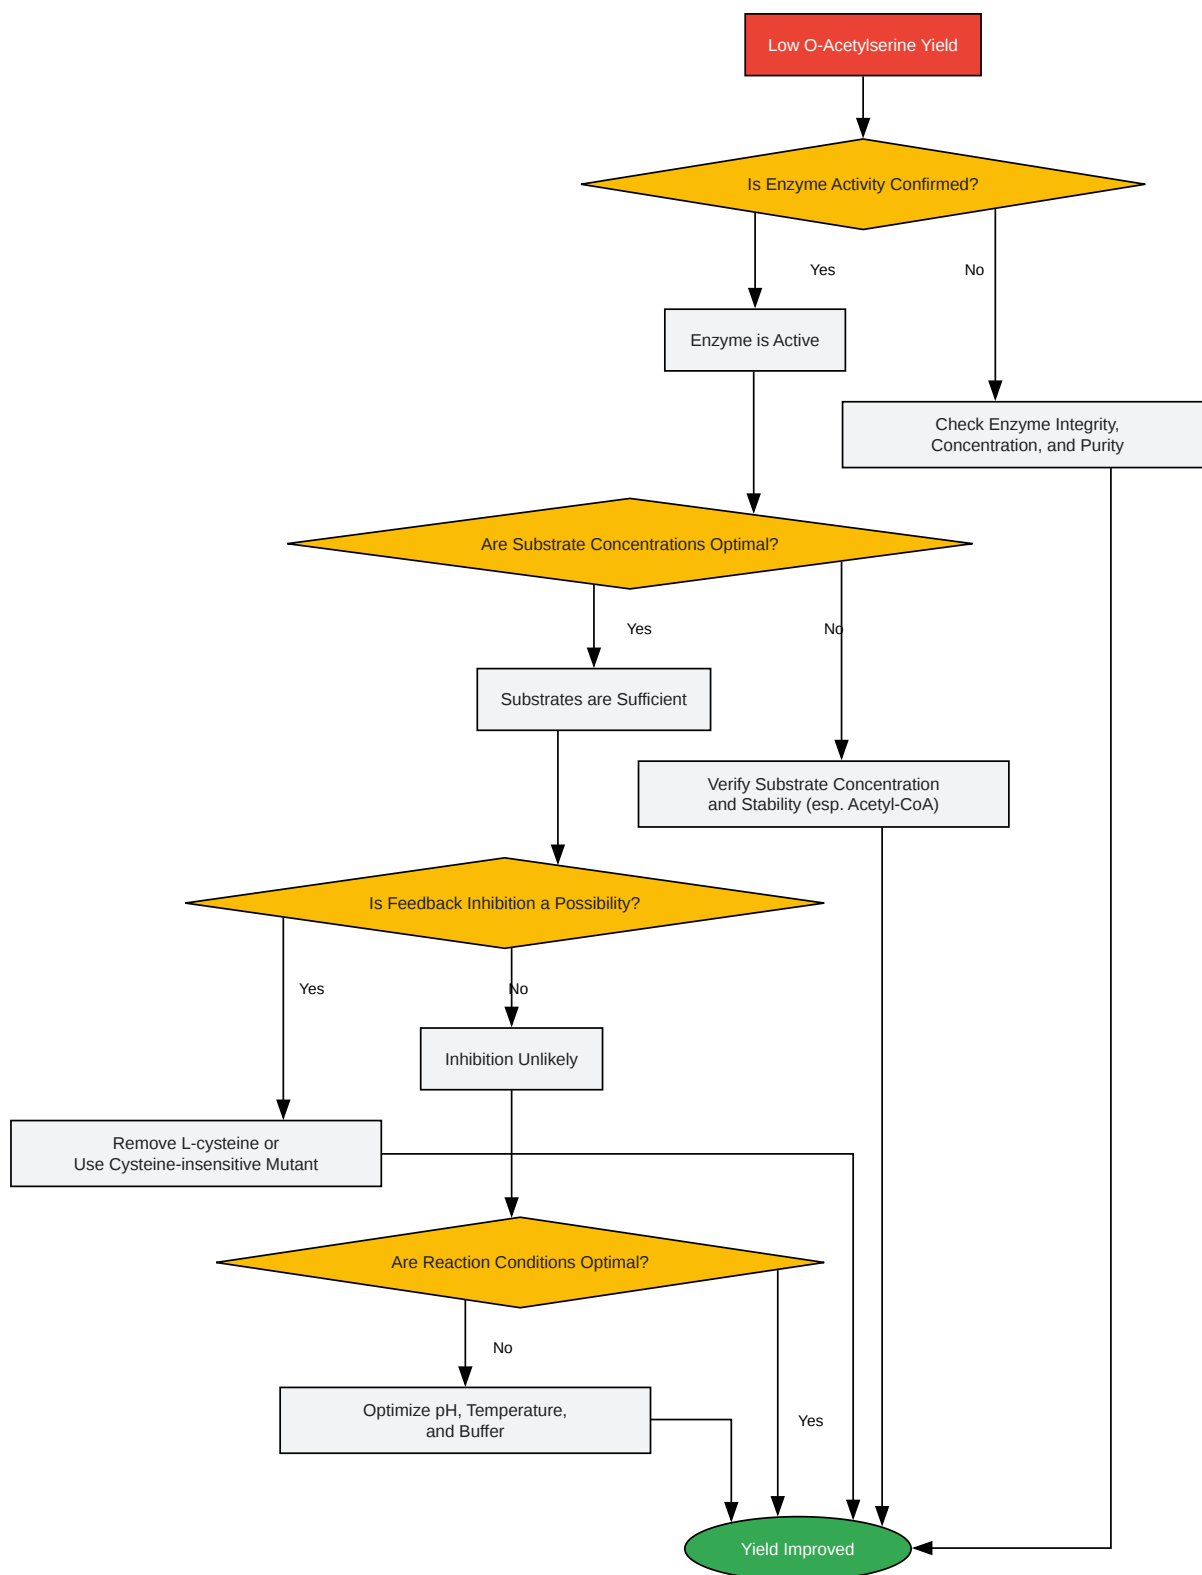 Low O-Acetylserine Yield
Is Enzyme Activity Confirmed?
Yes
No
Enzyme is Active
Check Enzyme Integrity,
Concentration, and Purity
Are Substrate Concentrations Optimal?
Yes
No
Substrates are Sufficient
Verify Substrate Concentration
and Stability (esp. Acetyl-CoA)
Is Feedback Inhibition a Possibility?
Yes
No
Inhibition Unlikely
Remove L-cysteine or
Use Cysteine-insensitive Mutant
Are Reaction Conditions Optimal?
No
Optimize pH, Temperature,
and Buffer
Yes
Yield Improved